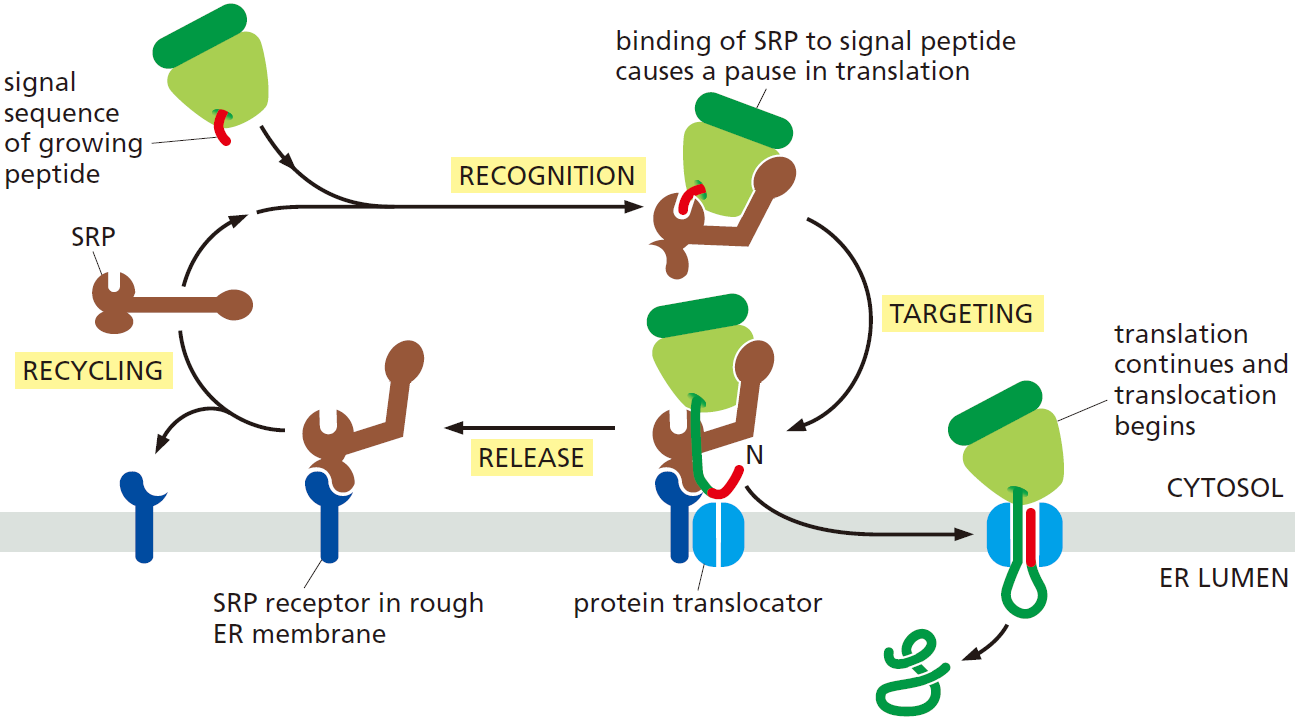 binding of SRP to signal peptide
causes a pause in translation
signal
sequence
of growing
peptide
RECOGNITION
SRP
TARGETING
translation
continues and
translocation
begins
RECYCLING
RELEASE
N
CYTOSOL
ER LUMEN
SRP receptor in rough
ER membrane
protein translocator